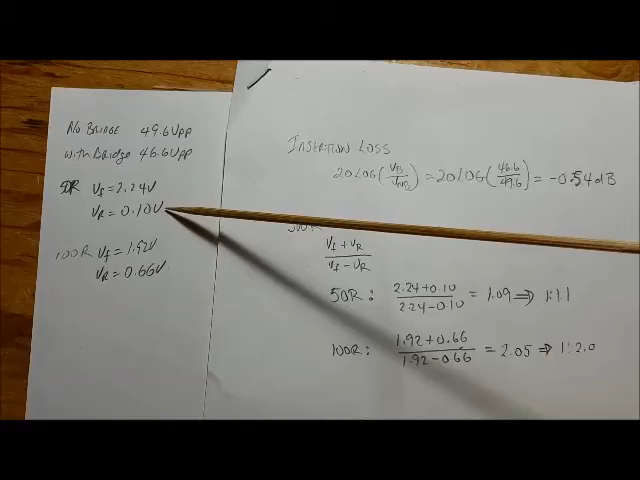 No BRIDGE 49.6Vpp
with Bridge 46.6Vpp
50R Vf = 2.24V
VR = 0.10V
100R Vf = 1.92V
VR = 0.66V
INSERTION LOSS
20LOG(VB/VNB) = 20LOG(46.6/49.6) = -0.54dB
Vf + VR / Vf - VR
50R: 2.24+0.10 / 2.24-0.10 = 1.09 ⇒ 1:1.1
100R: 1.92+0.66 / 1.92-0.66 = 2.05 ⇒ 1:2.0